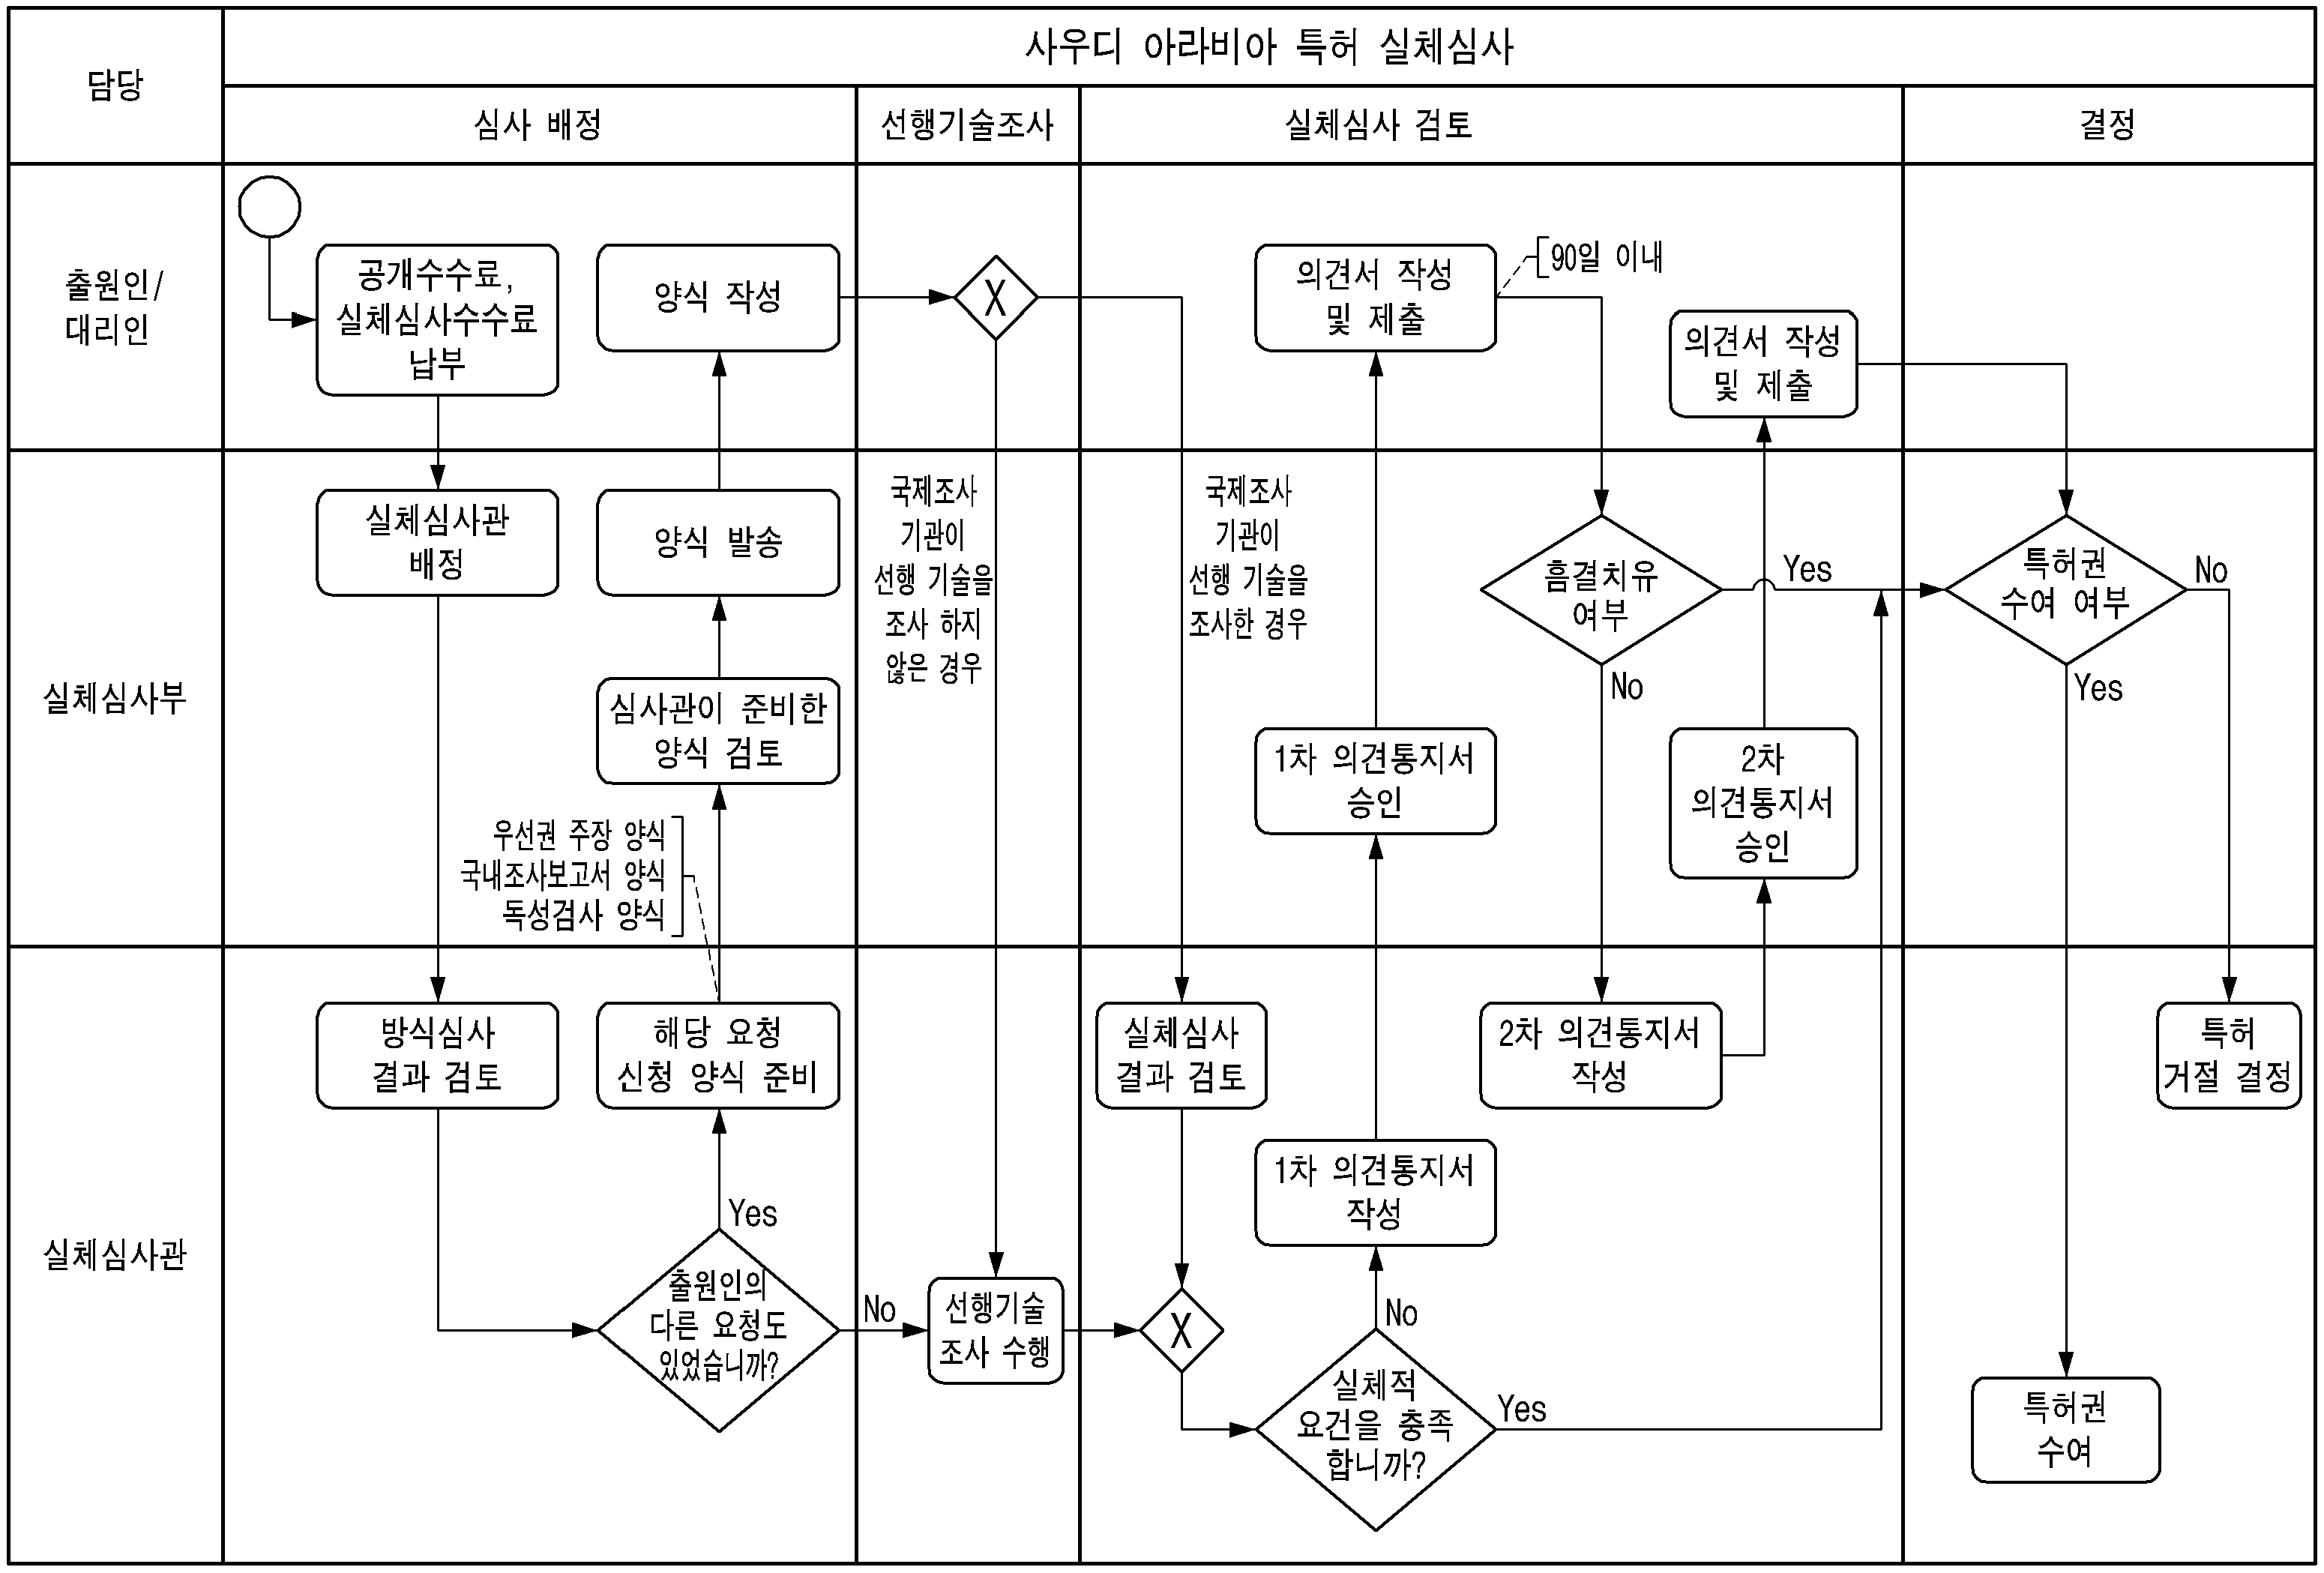 사우디 아라비아 특허 실체심사
담당
심사 배정
선행기술조사
실체심사 검토
결정
출원인/
대리인
공개수수료,
실체심사수수료
납부
양식 작성
X
의견서 작성
및 제출
90일 이내
의견서 작성
및 제출
실체심사부
실체심사관
배정
양식 발송
국제조사
기관이
선행 기술을
조사 하지
않은 경우
국제조사
기관이
선행 기술을
조사한 경우
흠결치유
여부
Yes
No
특허권
수여 여부
No
Yes
심사관이 준비한
양식 검토
1차 의견통지서
승인
2차
의견통지서
승인
우선권 주장 양식
국내조사보고서 양식
독성검사 양식
실체심사관
방식심사
결과 검토
해당 요청
신청 양식 준비
실체심사
결과 검토
2차 의견통지서
작성
특허
거절 결정
1차 의견통지서
작성
Yes
출원인의
다른 요청도
있었습니까?
No
선행기술
조사 수행
X
No
실체적
요건을 충족
합니까?
Yes
특허권
수여